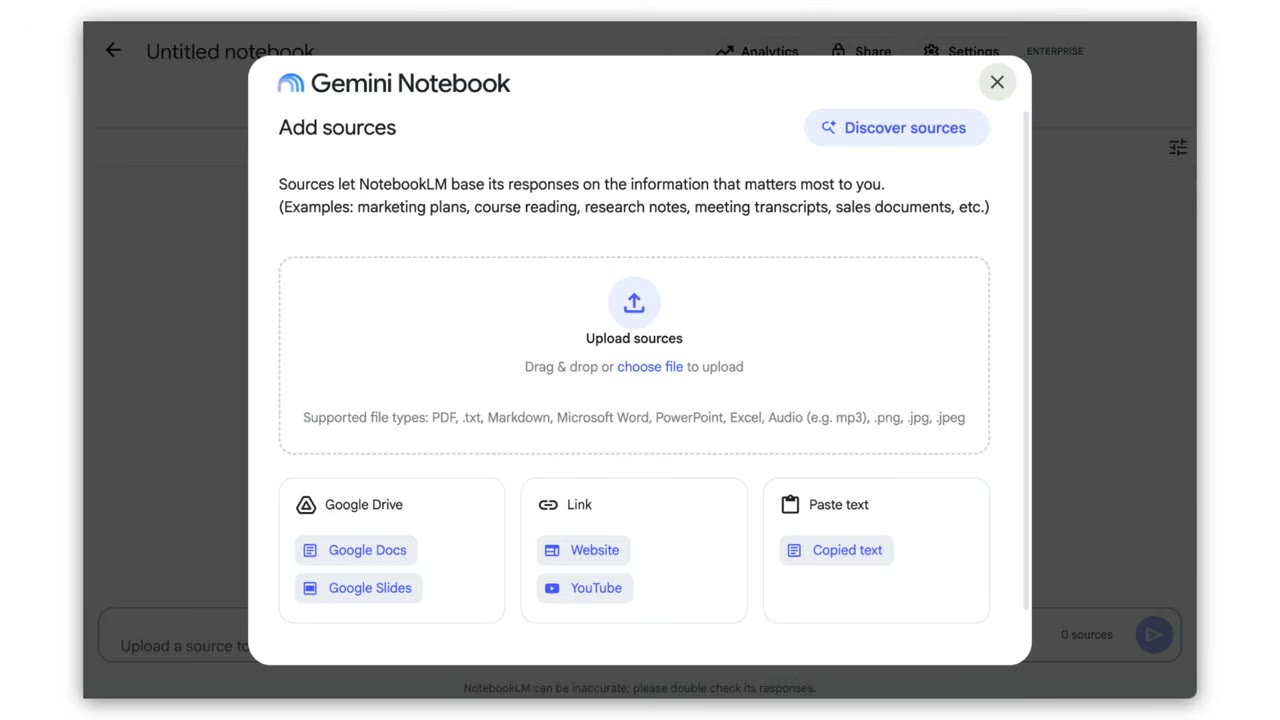 Untitled notebook
Analytics
Share
Settings
ENTERPRISE
Gemini Notebook
Add sources
Discover sources
Sources let NotebookLM base its responses on the information that matters most to you.
(Examples: marketing plans, course reading, research notes, meeting transcripts, sales documents, etc.)
Upload sources
Drag & drop or choose file to upload
Supported file types: PDF, .txt, Markdown, Microsoft Word, PowerPoint, Excel, Audio (e.g. mp3), .png, .jpg, .jpeg
Google Drive
Google Docs
Google Slides
Link
Website
YouTube
Paste text
Copied text
Upload a source to
0 sources
NotebookLM can be inaccurate; please double check its responses.